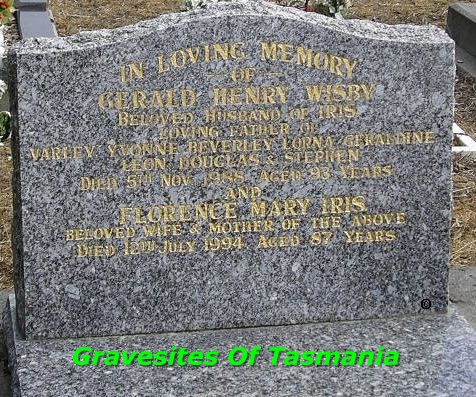 IN LOVING MEMORY
— OF —
GERALD HENRY WISBY
BELOVED HUSBAND OF IRIS
LOVING FATHER OF
VARLEY YVONNE BEVERLEY LORNA GERALDINE
LEON DOUGLAS & STEPHEN
DIED 5TH NOV 1988 AGED 93 YEARS
AND
FLORENCE MARY IRIS
BELOVED WIFE & MOTHER OF THE ABOVE
DIED 12TH JULY 1994 AGED 87 YEARS
Gravesites Of Tasmania